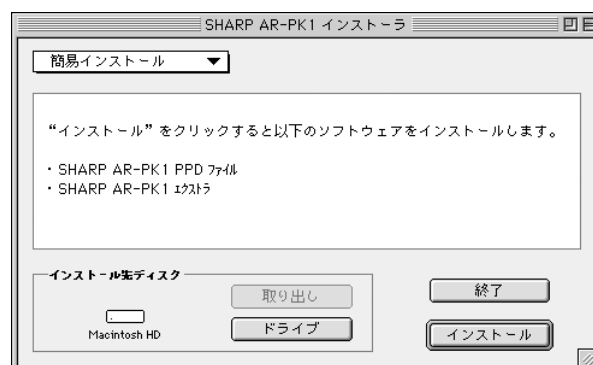 SHARP AR-PK1 インストーラ
簡易インストール
“インストール”をクリックすると以下のソフトウェアをインストールします。
・SHARP AR-PK1 PPD ﾌｧｲﾙ
・SHARP AR-PK1 ｴｸｽﾄﾗ
インストール先ディスク
取り出し
終了
Macintosh HD
ドライブ
インストール